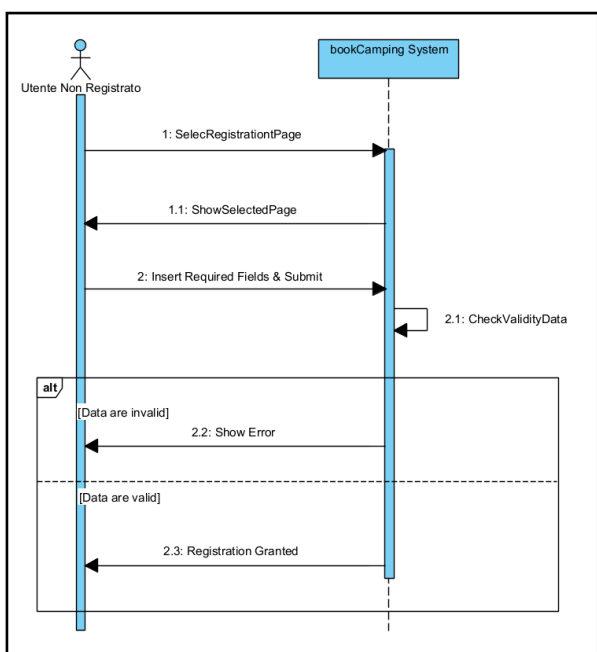 bookCamping System
Utente Non Registrato
1: SelecRegistrationtPage
1.1: ShowSelectedPage
2: Insert Required Fields & Submit
2.1: CheckValidityData
alt
[Data are invalid]
2.2: Show Error
[Data are valid]
2.3: Registration Granted